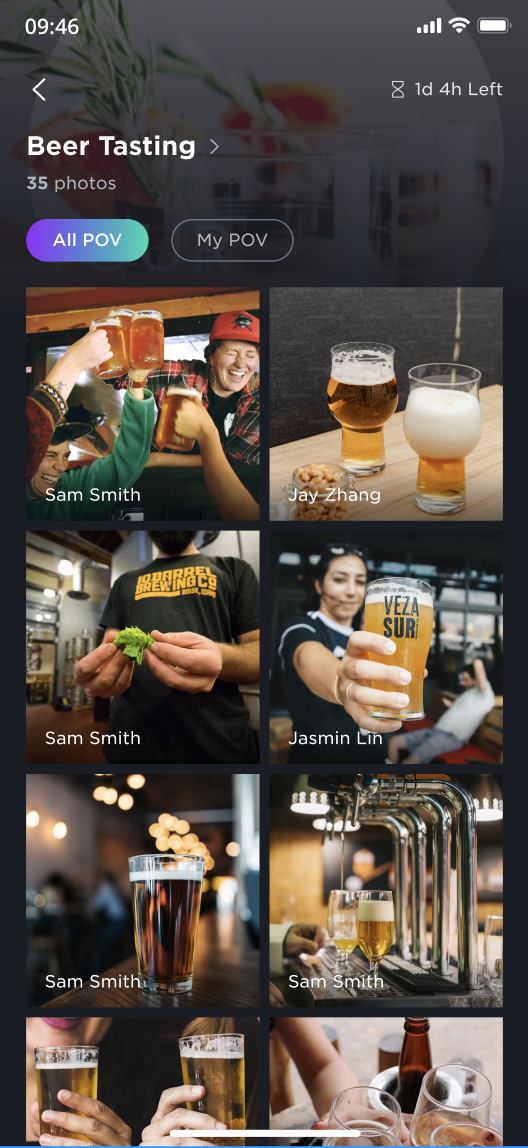 09:46
1d 4h Left
Beer Tasting
35 photos
All POV
My POV
Sam Smith
Jay Zhang
10 BARREL
BREWING CO
BOISE, IDAHO
Sam Smith
VEZA
SUR
Jasmin Lin
Sam Smith
Sam Smith